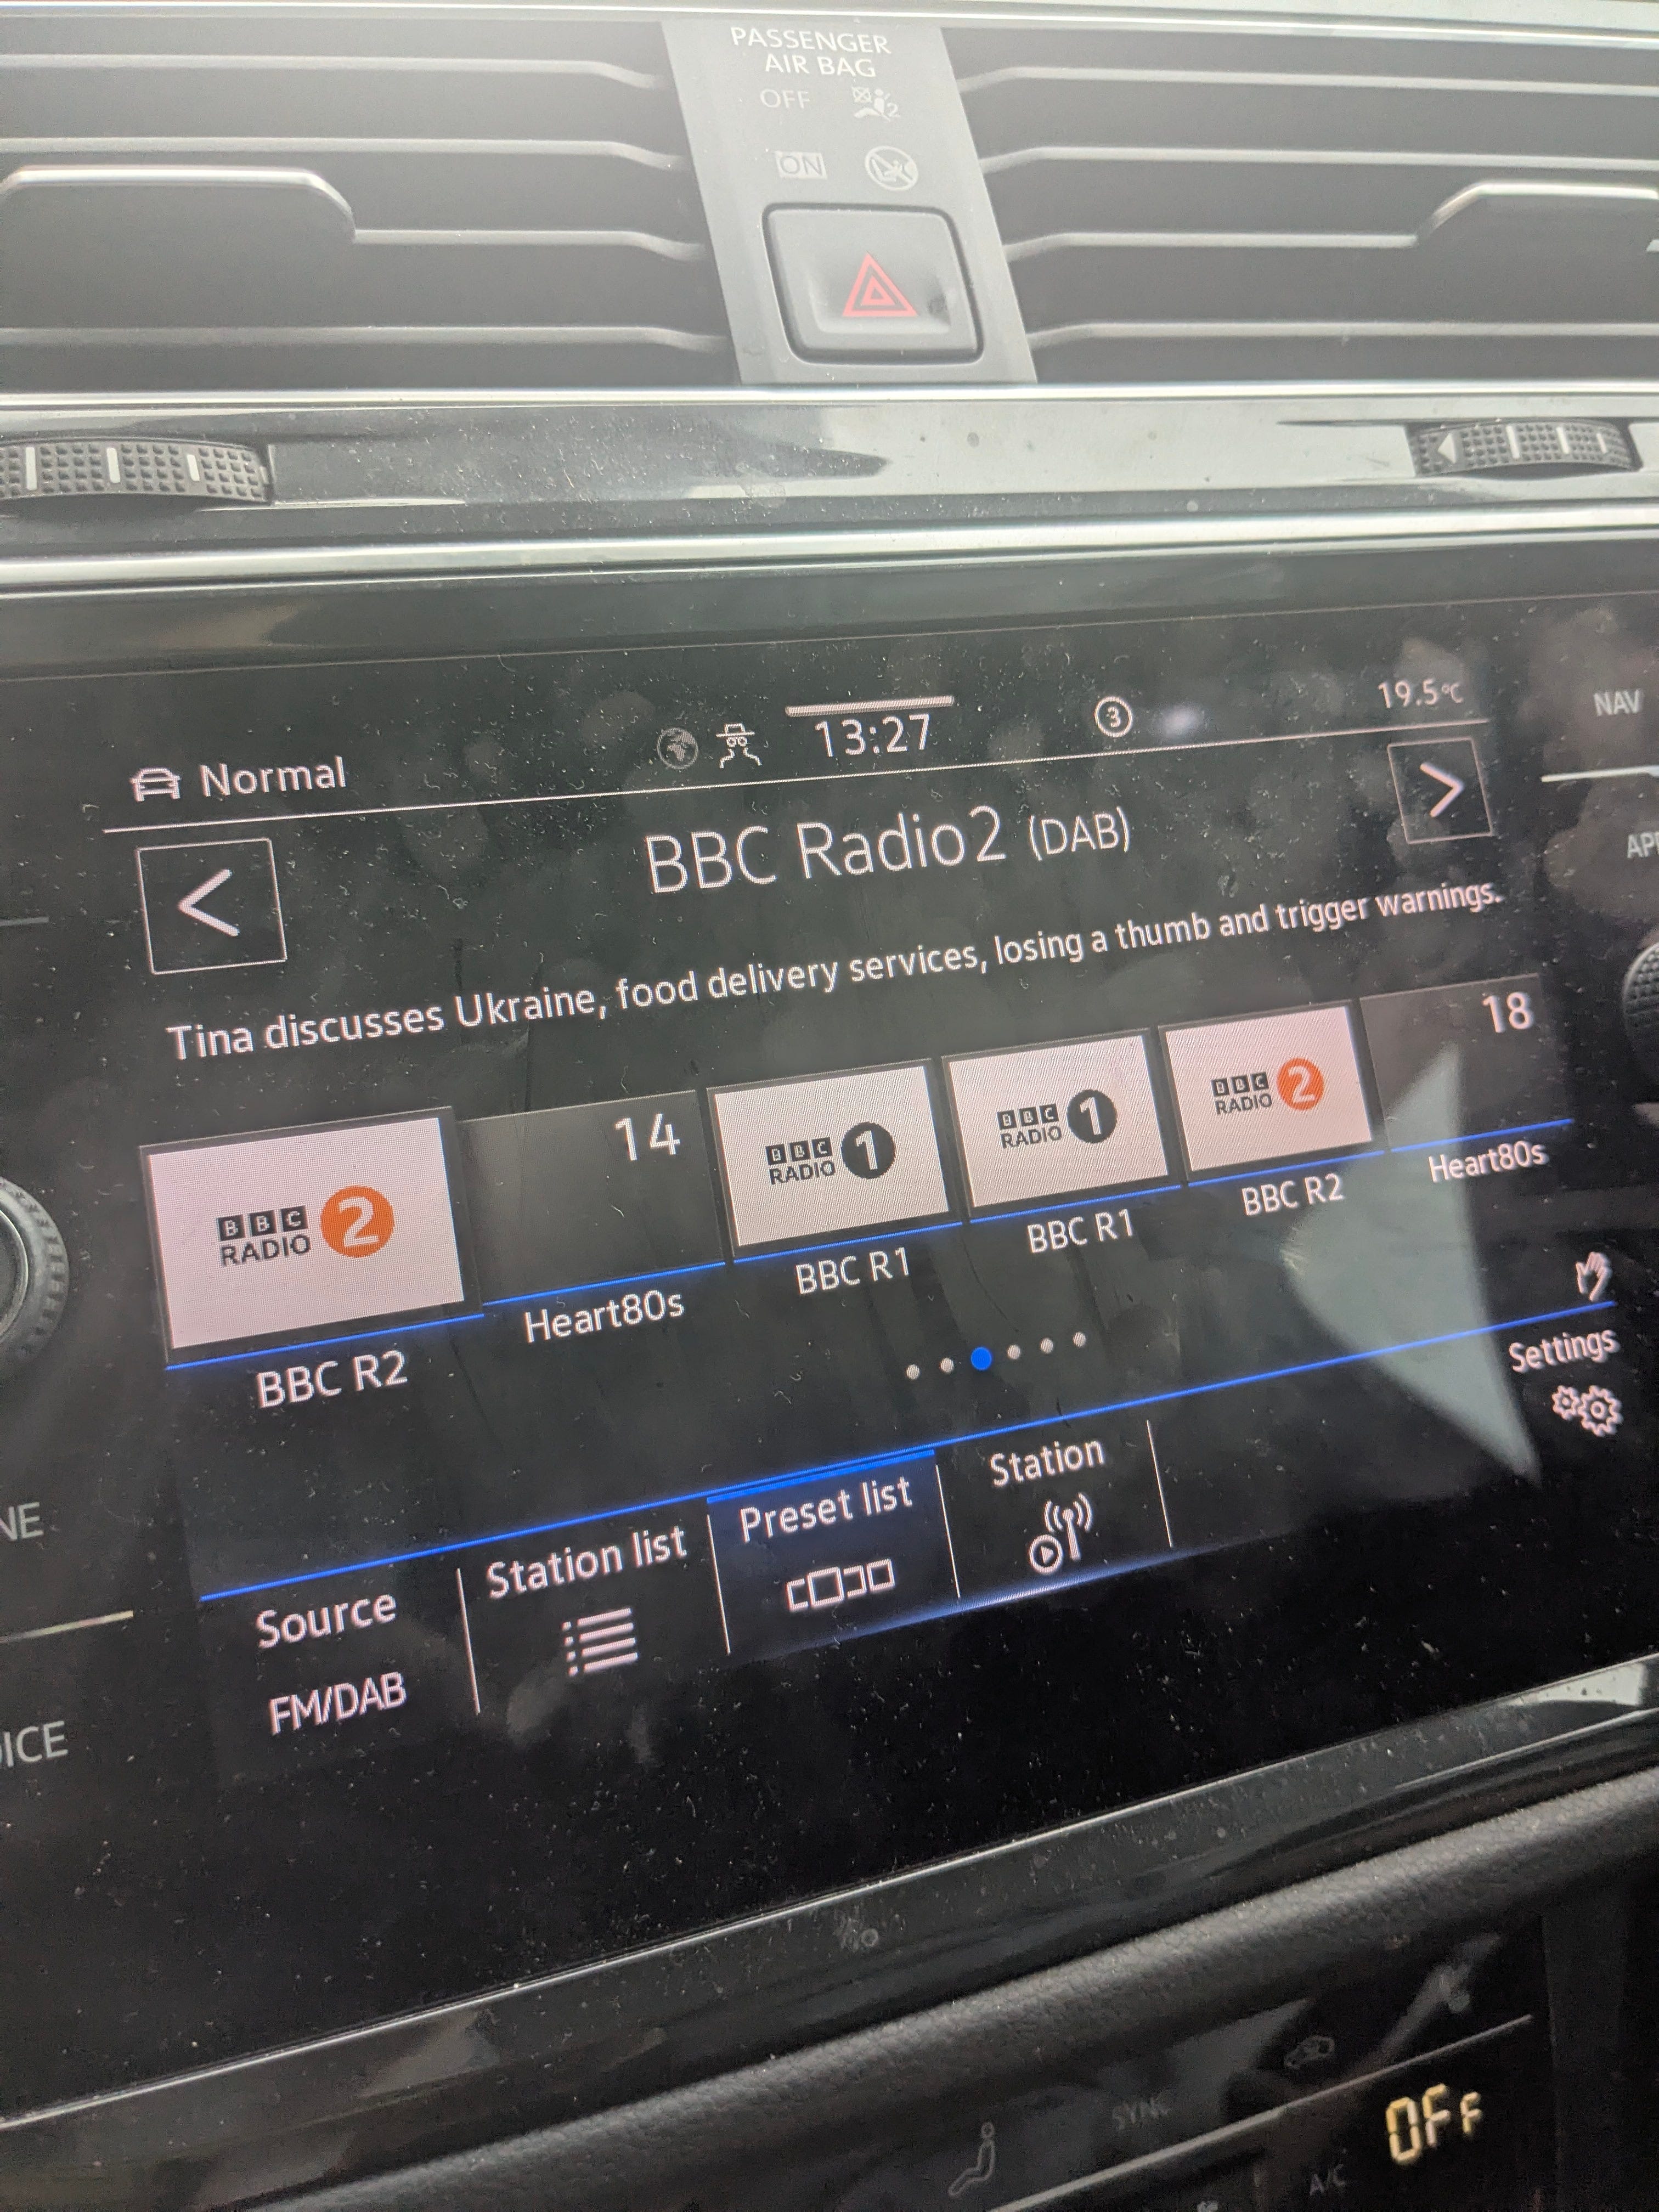 PASSENGER
AIR BAG
OFF
2
ON
Normal
13:27
3
19.5°C
NAV
BBC Radio2 (DAB)
Tina discusses Ukraine, food delivery services, losing a thumb and trigger warnings.
BBC RADIO 2
14
BBC RADIO 1
BBC RADIO 1
BBC RADIO 2
18
BBC R2
Heart80s
BBC R1
BBC R1
BBC R2
Heart80s
Settings
Source
Station list
Preset list
Station
FM/DAB
SYNC
A/C
OFF